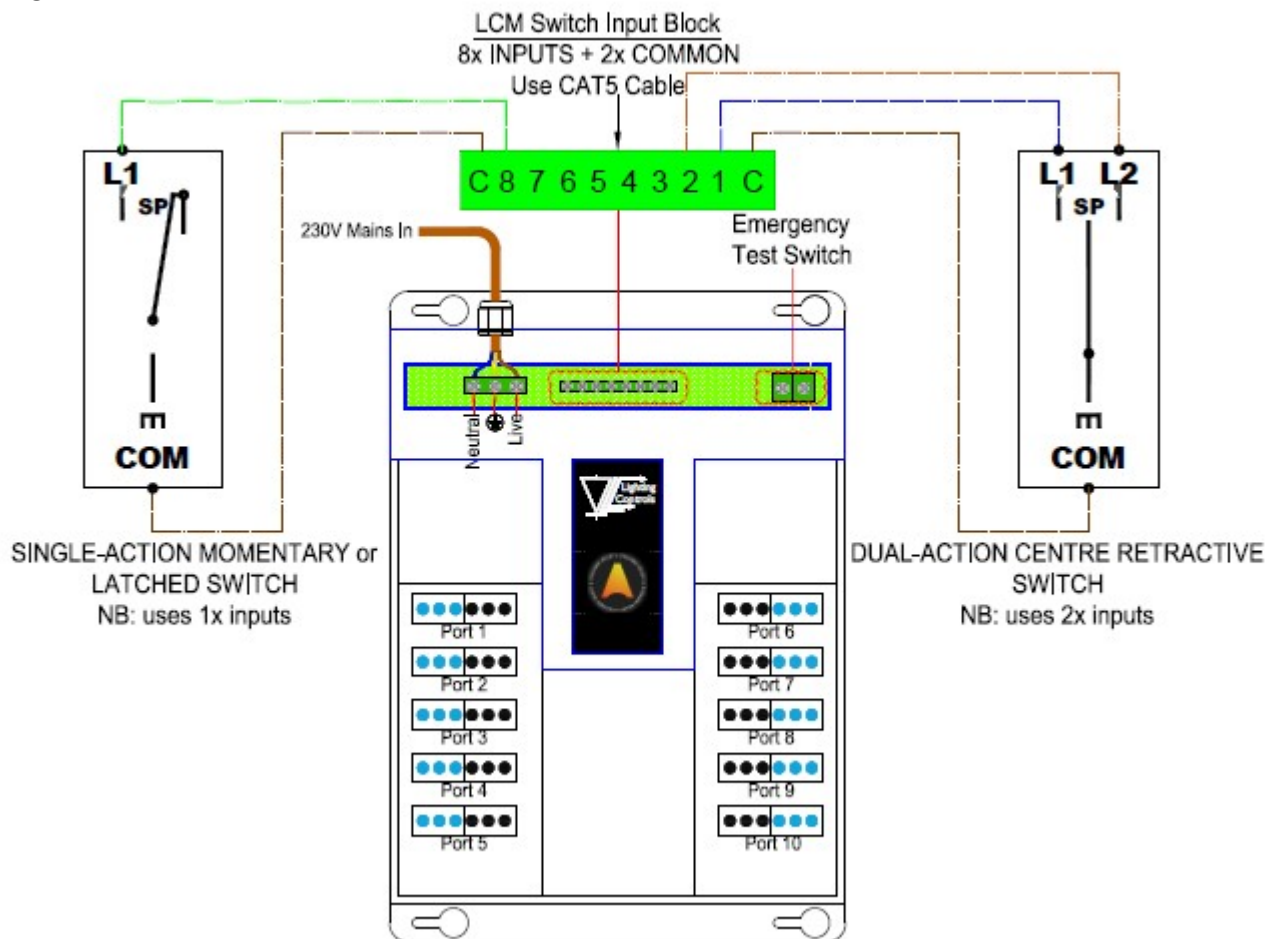 LCM Switch Input Block
8x INPUTS + 2x COMMON
Use CAT5 Cable
L1
SP
COM
C 8 7 6 5 4 3 2 1 C
L1 L2
SP
COM
230V Mains In
Emergency
Test Switch
Neutral
Live
Lighting
Controls
SINGLE-ACTION MOMENTARY or
LATCHED SWITCH
NB: uses 1x inputs
DUAL-ACTION CENTRE RETRACTIVE
SWITCH
NB: uses 2x inputs
Port 1
Port 2
Port 3
Port 4
Port 5
Port 6
Port 7
Port 8
Port 9
Port 10